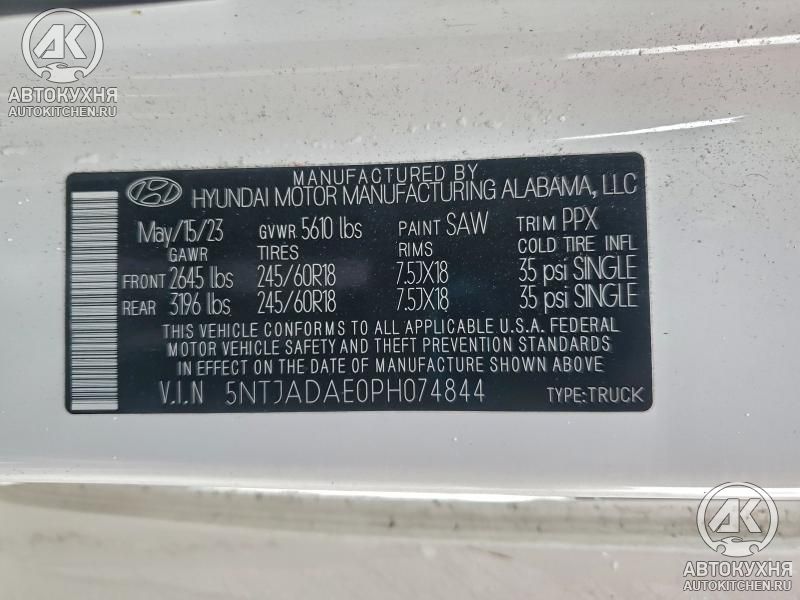 АК
АВТОКУХНЯ
AUTOKITCHEN.RU
MANUFACTURED BY
HYUNDAI MOTOR MANUFACTURING ALABAMA, LLC
May/15/23 GVWR 5610 lbs PAINT SAW TRIM PPX
GAWR TIRES RIMS COLD TIRE INFL
FRONT 2645 lbs 245/60R18 7.5JX18 35 psi SINGLE
REAR 3196 lbs 245/60R18 7.5JX18 35 psi SINGLE
THIS VEHICLE CONFORMS TO ALL APPLICABLE U.S.A. FEDERAL
MOTOR VEHICLE SAFETY AND THEFT PREVENTION STANDARDS
IN EFFECT ON THE DATE OF MANUFACTURE SHOWN ABOVE
V.I.N 5NTJADAE0PH074844 TYPE:TRUCK
АК
АВТОКУХНЯ
AUTOKITCHEN.RU